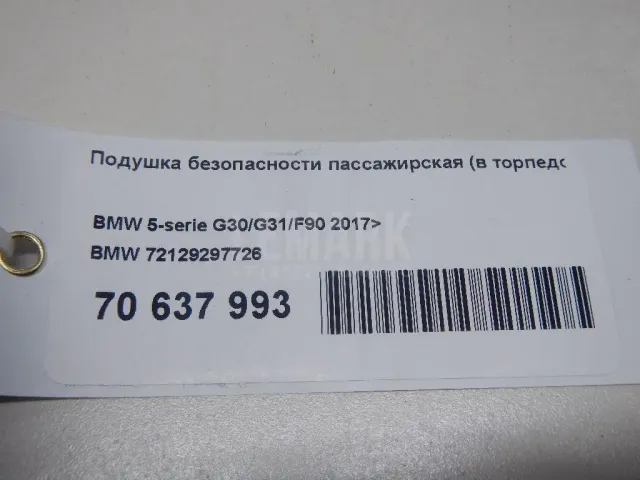 Подушка безопасности пассажирская (в торпедо
BMW 5-serie G30/G31/F90 2017>
BMW 72129297726
70 637 993